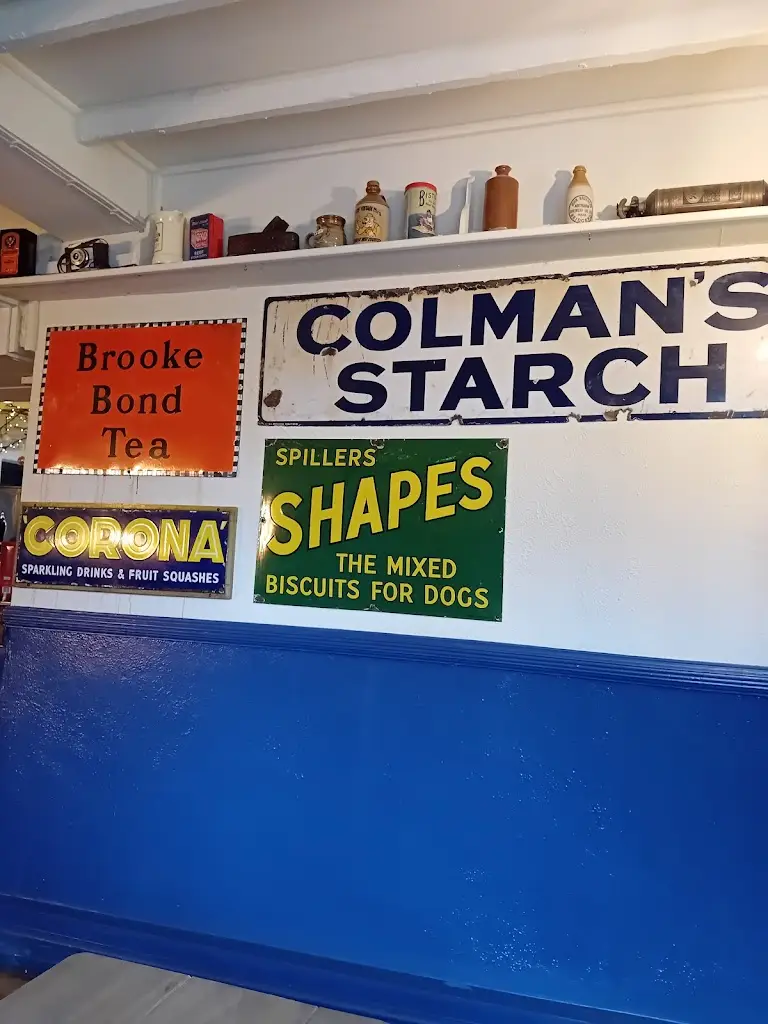 COLMAN'S
STARCH
Brooke
Bond
Tea
SPILLERS
SHAPES
THE MIXED
BISCUITS FOR DOGS
'CORONA'
SPARKLING DRINKS & FRUIT SQUASHES